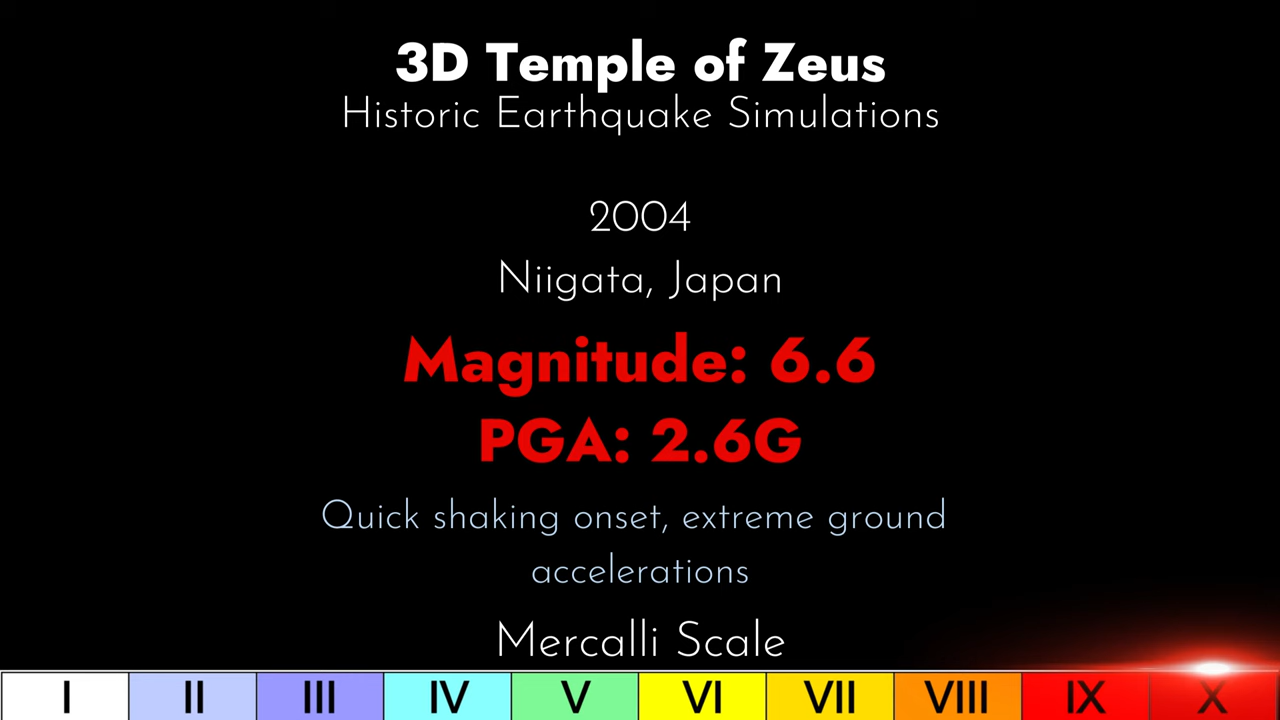 3D Temple of Zeus
Historic Earthquake Simulations
2004
Niigata, Japan
Magnitude: 6.6
PGA: 2.6G
Quick shaking onset, extreme ground
accelerations
Mercalli Scale
I II III IV V VI VII VIII IX X